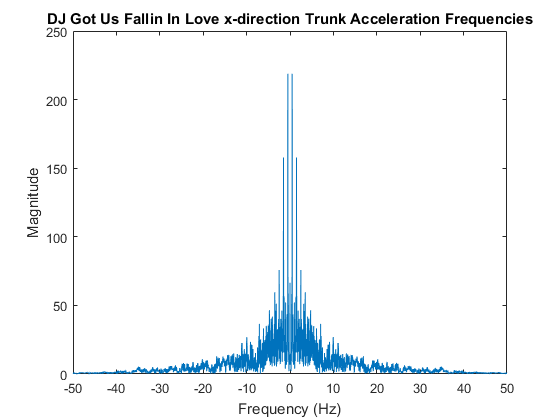 DJ Got Us Fallin In Love x-direction Trunk Acceleration Frequencies
250
200
150
100
50
0
Magnitude
-50 -40 -30 -20 -10 0 10 20 30 40 50
Frequency (Hz)